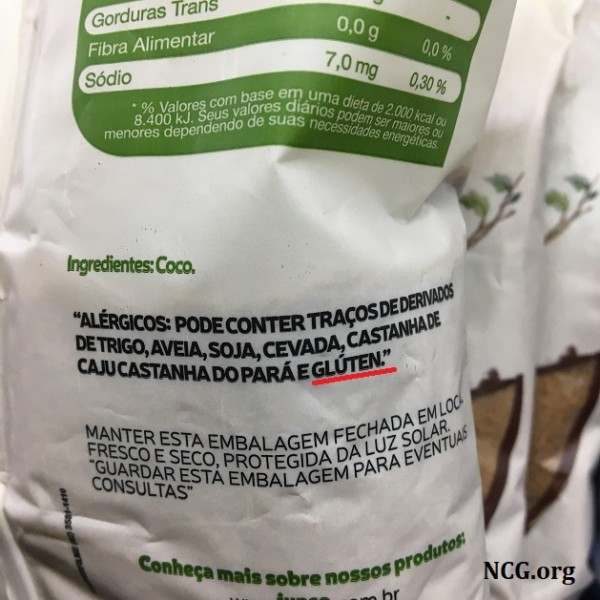 Gorduras Trans -
Fibra Alimentar 0,0 g 0,0 %
Sódio 7,0 mg 0,30 %
* % Valores com base em uma dieta de 2.000 kcal ou
8.400 kJ. Seus valores diários podem ser maiores ou
menores dependendo de suas necessidades energéticas.
Ingredientes: Coco.
“ALÉRGICOS: PODE CONTER TRAÇOS DE DERIVADOS
DE TRIGO, AVEIA, SOJA, CEVADA, CASTANHA DE
CAJU CASTANHA DO PARÁ E GLÚTEN.”
MANTER ESTA EMBALAGEM FECHADA EM LOCAL
FRESCO E SECO, PROTEGIDA DA LUZ SOLAR.
“GUARDAR ESTA EMBALAGEM PARA EVENTUAIS
CONSULTAS”
Conheça mais sobre nossos produtos:
.com.br
NCG.org